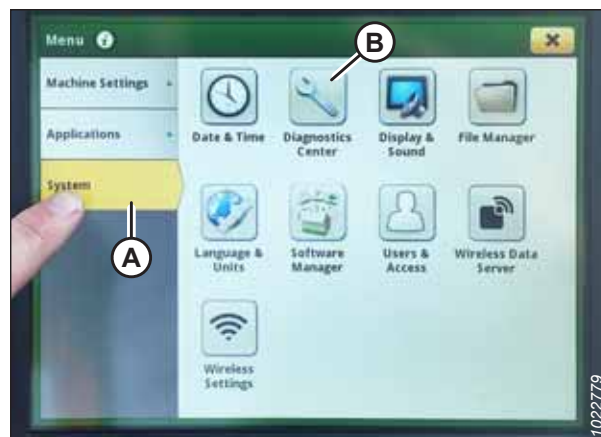 Menu i
B
Machine Settings
Applications
System
A
Date & Time
Diagnostics
Center
Display &
Sound
File Manager
Language &
Units
Software
Manager
Users &
Access
Wireless Data
Server
Wireless
Settings
1022779